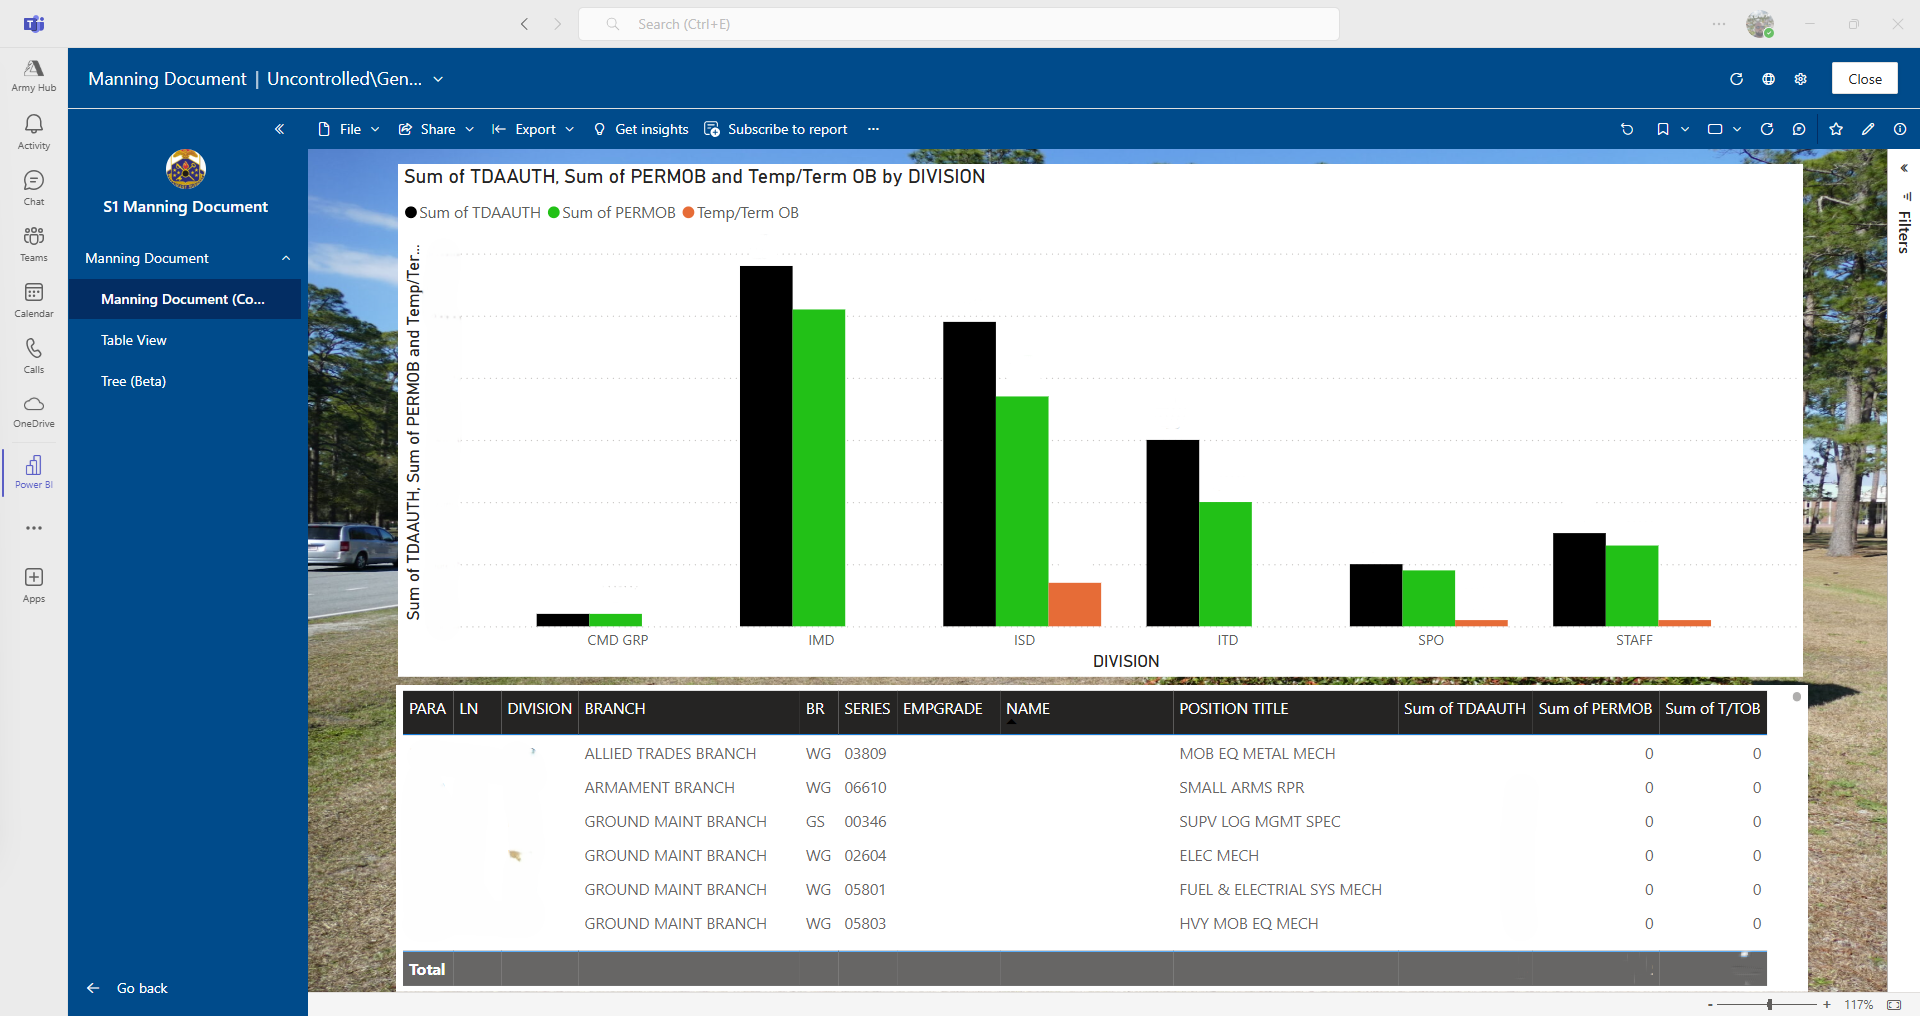 Search (Ctrl+E)
Army Hub
Activity
Chat
Teams
Calendar
Calls
OneDrive
Power BI
Apps
Manning Document | Uncontrolled\Gen...
Close
File
Share
Export
Get insights
Subscribe to report
S1 Manning Document
Manning Document
Manning Document (Co...
Table View
Tree (Beta)
Go back
Sum of TDAAUTH, Sum of PERMOB and Temp/Term OB by DIVISION
Sum of TDAAUTH Sum of PERMOB Temp/Term OB
Sum of TDAAUTH, Sum of PERMOB and Temp/Ter...
CMD GRP IMD ISD ITD SPO STAFF
DIVISION
Filters
PARA LN DIVISION BRANCH BR SERIES EMPGRADE NAME POSITION TITLE Sum of TDAAUTH Sum of PERMOB Sum of T/TOB
ALLIED TRADES BRANCH WG 03809 MOB EQ METAL MECH 0 0
ARMAMENT BRANCH WG 06610 SMALL ARMS RPR 0 0
GROUND MAINT BRANCH GS 00346 SUPV LOG MGMT SPEC 0 0
GROUND MAINT BRANCH WG 02604 ELEC MECH 0 0
GROUND MAINT BRANCH WG 05801 FUEL & ELECTRIAL SYS MECH 0 0
GROUND MAINT BRANCH WG 05803 HVY MOB EQ MECH 0 0
Total
- + 117%